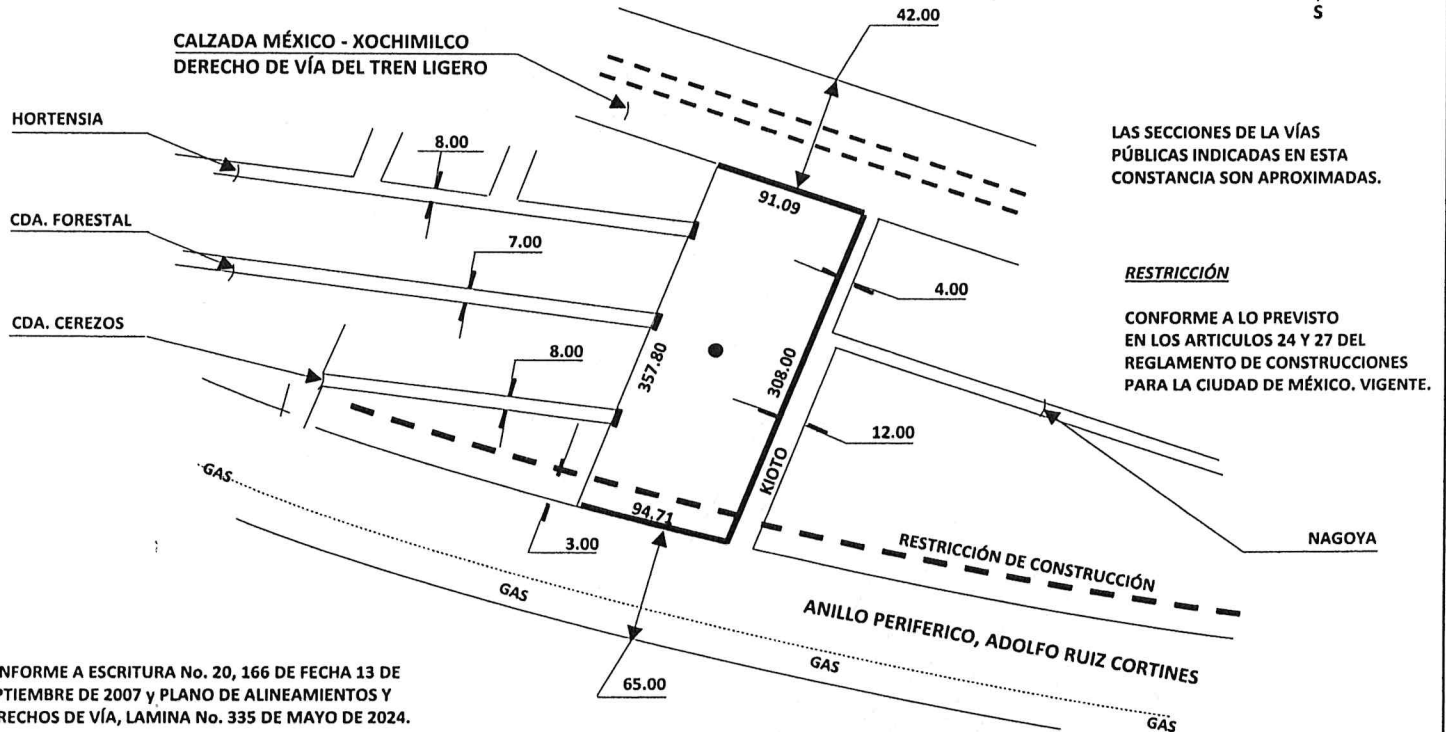 S
42.00
CALZADA MÉXICO - XOCHIMILCO
DERECHO DE VÍA DEL TREN LIGERO
HORTENSIA
8.00
LAS SECCIONES DE LA VÍAS
PÚBLICAS INDICADAS EN ESTA
CONSTANCIA SON APROXIMADAS.
91.09
CDA. FORESTAL
7.00
4.00
RESTRICCIÓN
CONFORME A LO PREVISTO
EN LOS ARTICULOS 24 Y 27 DEL
REGLAMENTO DE CONSTRUCCIONES
PARA LA CIUDAD DE MÉXICO. VIGENTE.
CDA. CEREZOS
8.00
357.80
308.00
12.00
KIOTO
GAS
94.71
3.00
RESTRICCIÓN DE CONSTRUCCIÓN
NAGOYA
GAS
ANILLO PERIFERICO, ADOLFO RUIZ CORTINES
GAS
65.00
GAS
NFORME A ESCRITURA No. 20, 166 DE FECHA 13 DE
PTIEMBRE DE 2007 y PLANO DE ALINEAMIENTOS Y
RECHOS DE VÍA, LAMINA No. 335 DE MAYO DE 2024.